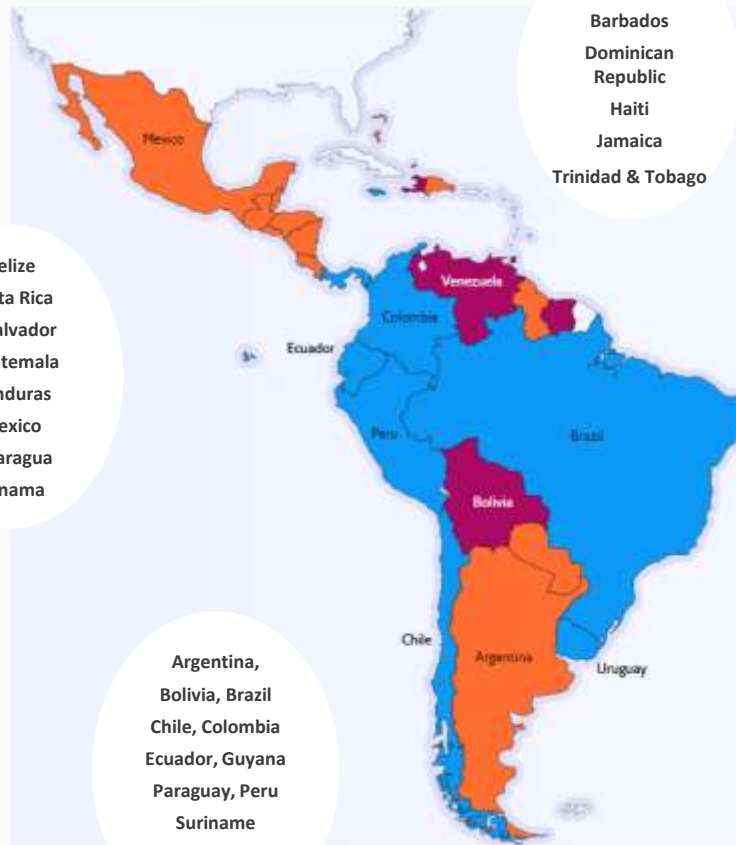 Barbados
Dominican
Republic
Haiti
Jamaica
Trinidad & Tobago
Mexico
elize
ta Rica
alvador
temala
nduras
exico
aragua
nama
Venezuela
Colombia
Ecuador
Peru
Brazil
Bolivia
Chile
Argentina
Uruguay
Argentina,
Bolivia, Brazil
Chile, Colombia
Ecuador, Guyana
Paraguay, Peru
Suriname